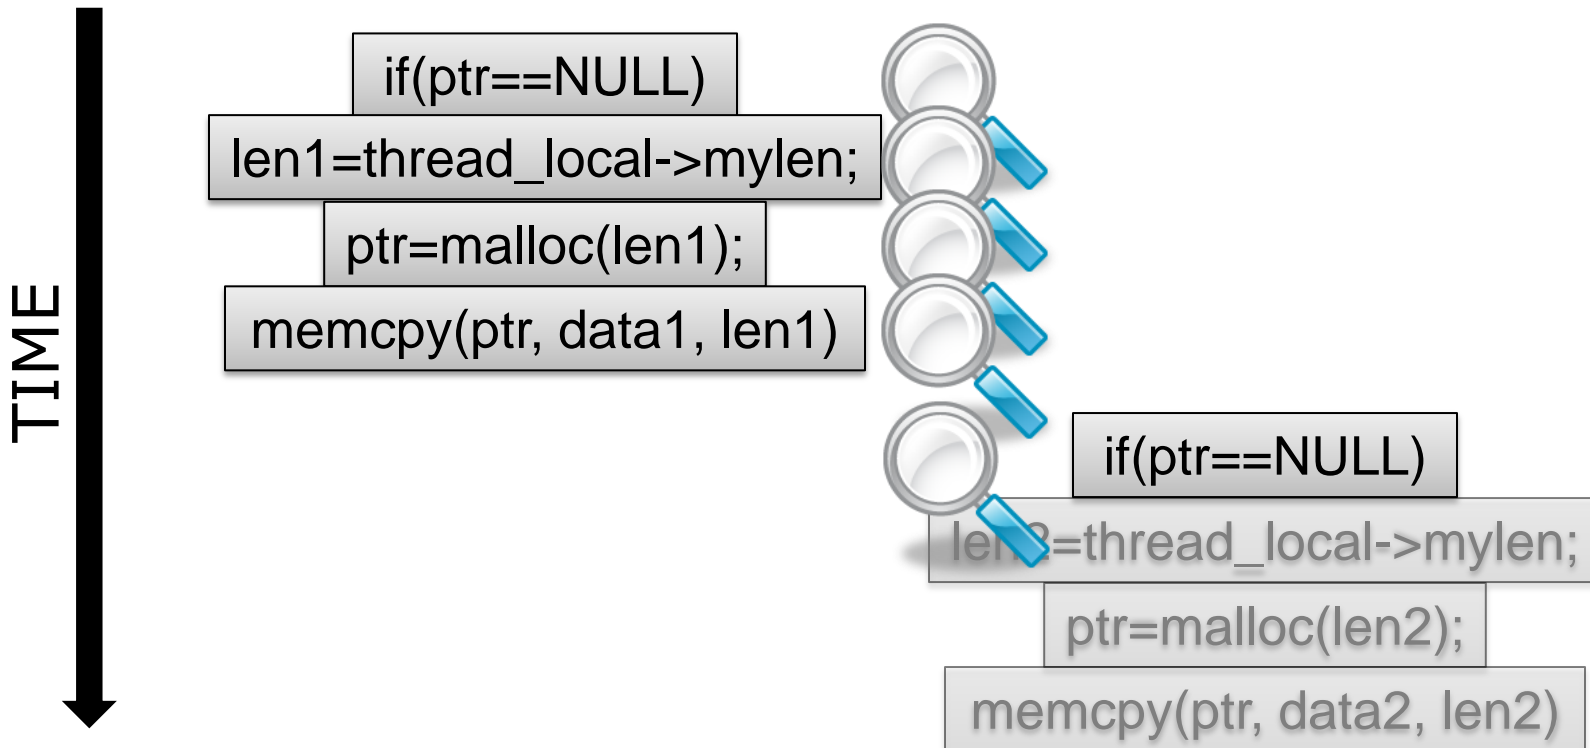 TIME
if(ptr==NULL)
len1=thread_local->mylen;
ptr=malloc(len1);
memcpy(ptr, data1, len1)
if(ptr==NULL)
len2=thread_local->mylen;
ptr=malloc(len2);
memcpy(ptr, data2, len2)